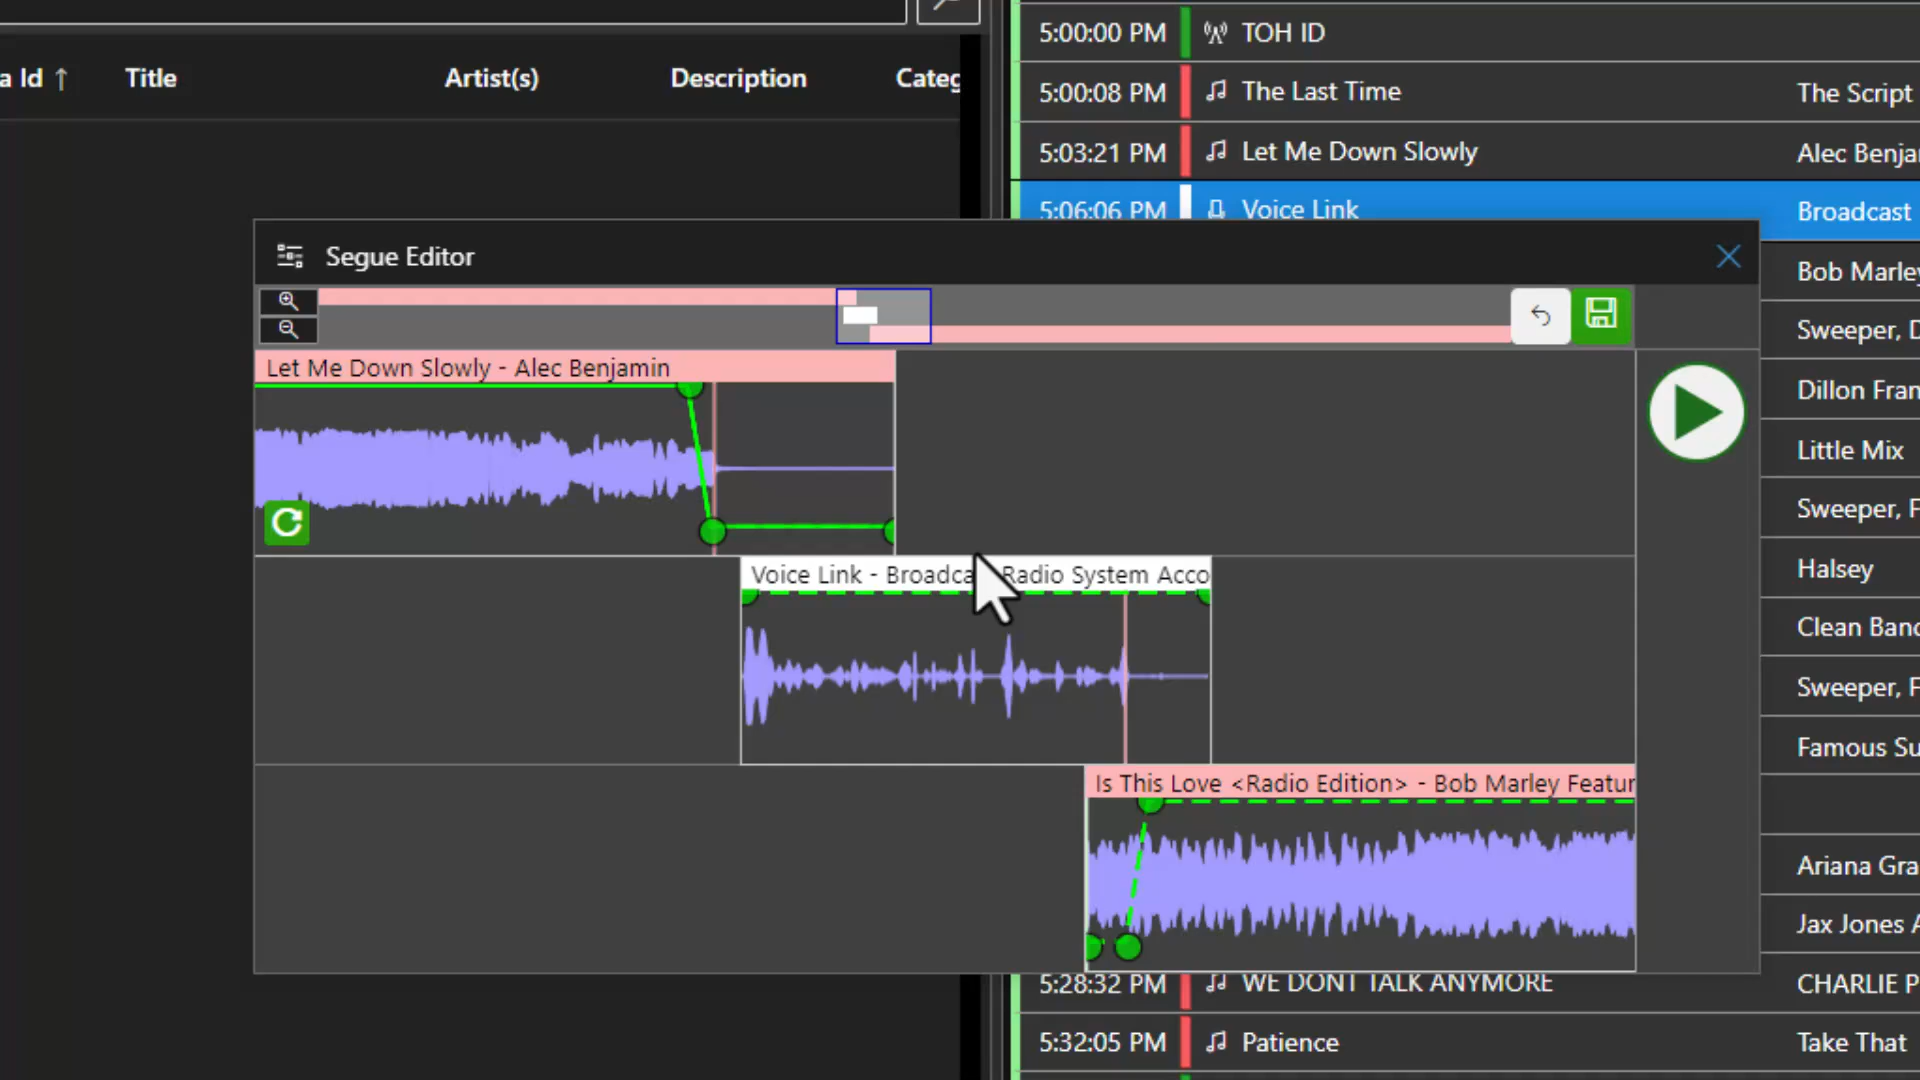 a Id ↑ Title Artist(s) Description Categ
5:00:00 PM TOH ID
5:00:08 PM The Last Time The Script
5:03:21 PM Let Me Down Slowly Alec Benja
5:06:06 PM Voice Link Broadcast
Segue Editor
Let Me Down Slowly - Alec Benjamin
Voice Link - Broadca Radio System Acco
Is This Love <Radio Edition> - Bob Marley Featur
Bob Marley
Sweeper, D
Dillon Fran
Little Mix
Sweeper, F
Halsey
Clean Banc
Sweeper, F
Famous Su
Ariana Gra
Jax Jones A
5:28:32 PM WE DONT TALK ANYMORE CHARLIE P
5:32:05 PM Patience Take That